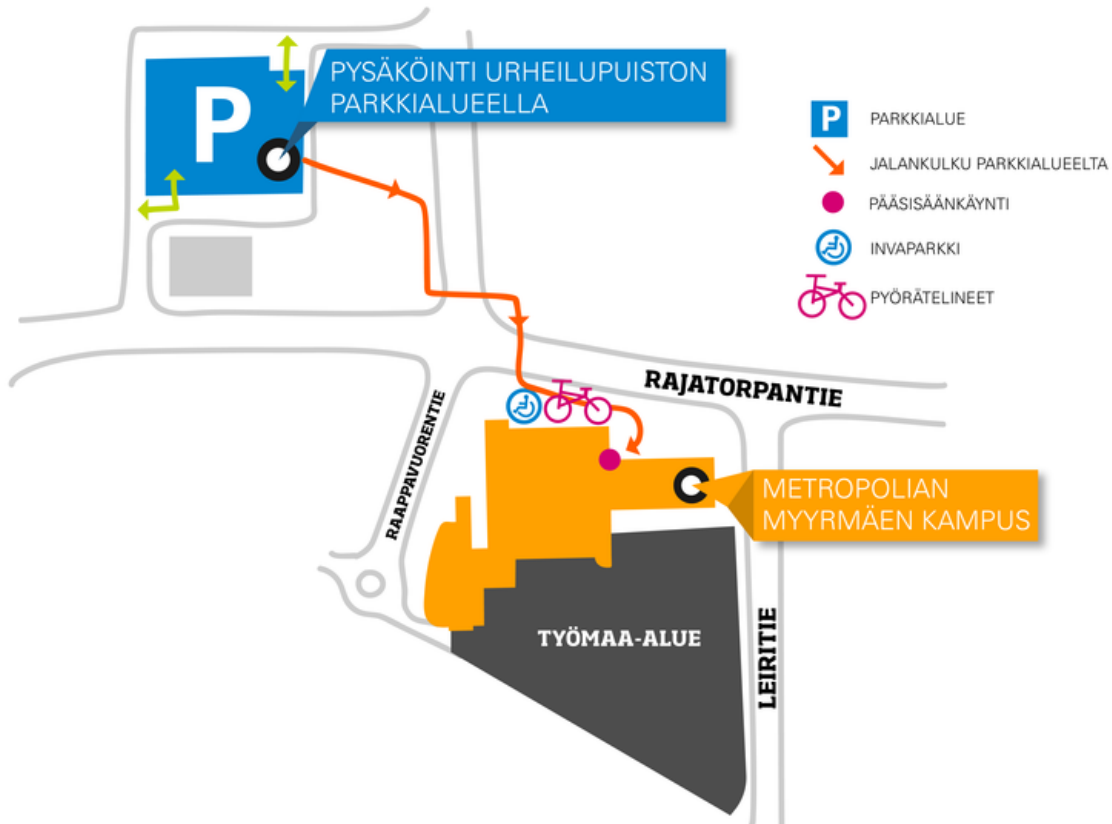 P
PYSÄKÖINTI URHEILUPUISTON
PARKKIALUEELLA
P
PARKKIALUE
JALANKULKU PARKKIALUEELTA
PÄÄSISÄÄNKÄYNTI
INVAPARKKI
PYÖRÄTELINEET
RAJATORPANTIE
RAAPPAVUORENTIE
METROPOLIAN
MYYRMÄEN KAMPUS
TYÖMAA-ALUE
LEIRITIE